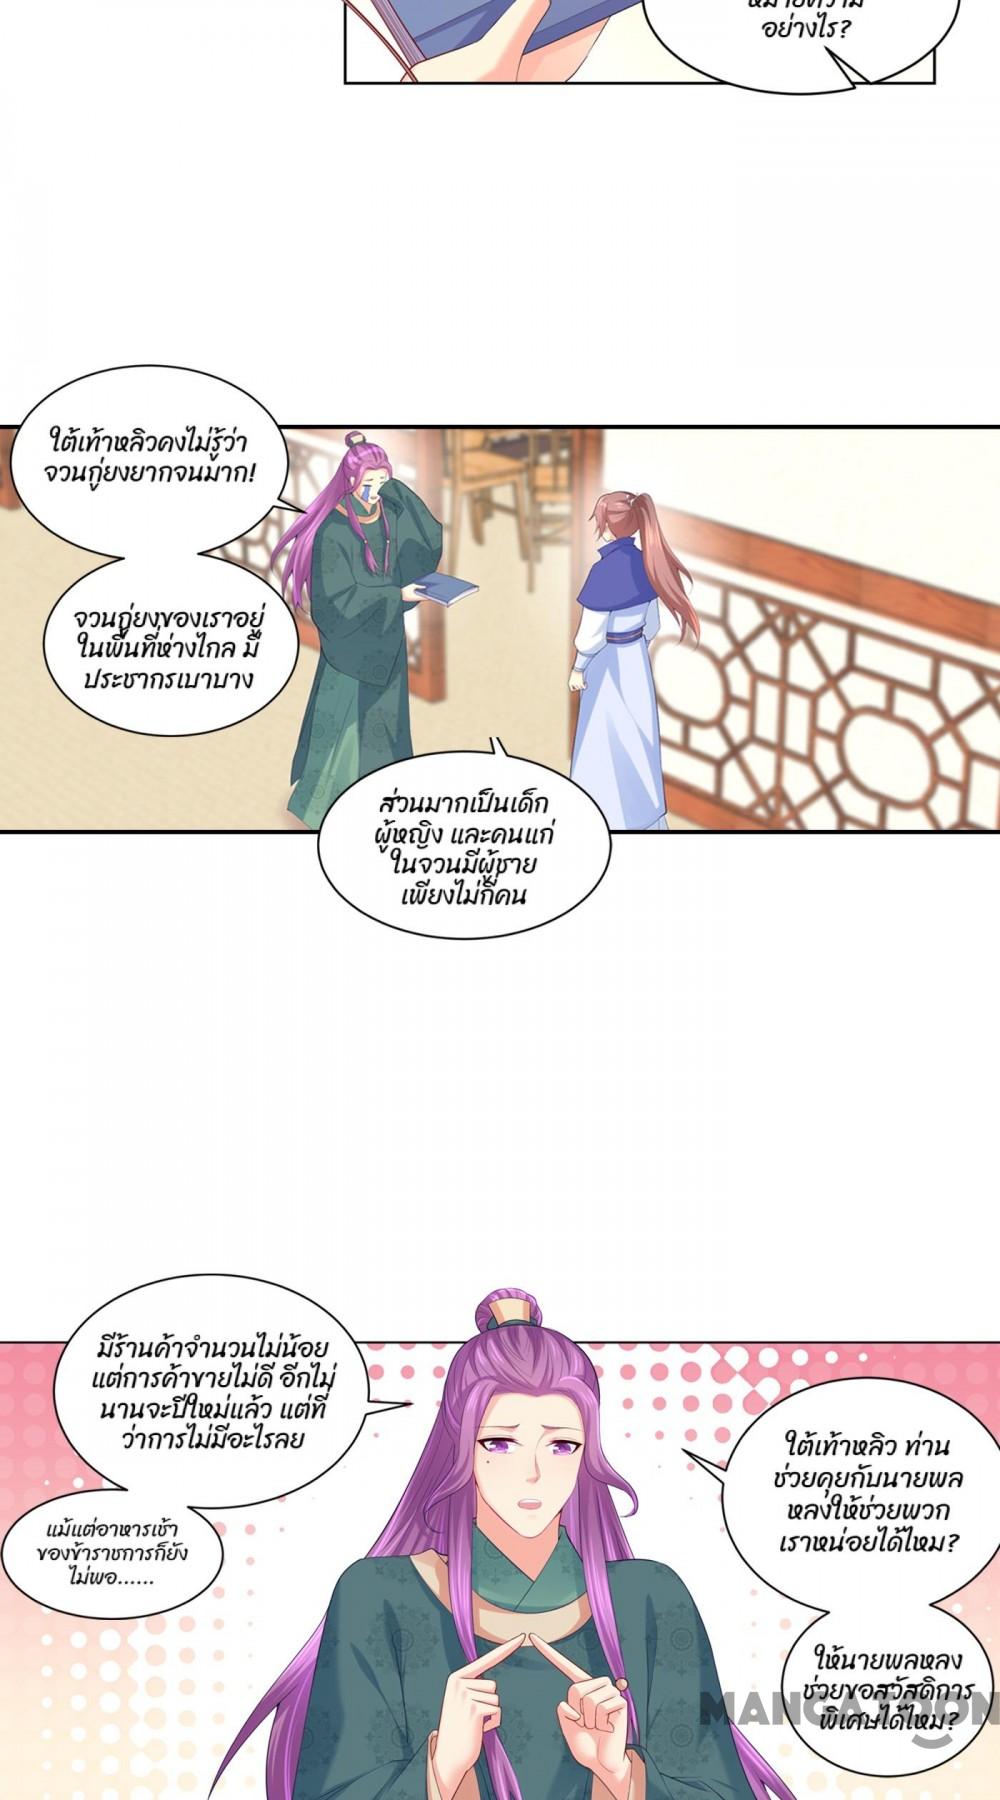 หมายความ
อย่างไร?
ใต้เท้าหลิวคงไม่รู้ว่า
จวนกู่ยงยากจนมาก!
จวนกู่ยงของเราอยู่
ในพื้นที่ห่างไกล มี
ประชากรเบาบาง
ส่วนมากเป็นเด็ก
ผู้หญิง และคนแก่
ในจวนมีผู้ชาย
เพียงไม่กี่คน
มีร้านค้าจำนวนไม่น้อย
แต่การค้าขายไม่ดี อีกไม่
นานจะปีใหม่แล้ว แต่ที่
ว่าการไม่มีอะไรลย
แม้แต่อาหารเช้า
ของข้าราชการก็ยัง
ไม่พอ......
ใต้เท้าหลิว ท่าน
ช่วยคุยกับนายพล
หลงให้ช่วยพวก
เราหน่อยได้ไหม?
ให้นายพลหลง
ช่วยขอสวัสดิการ
พิเศษได้ไหม?
MANGATOON